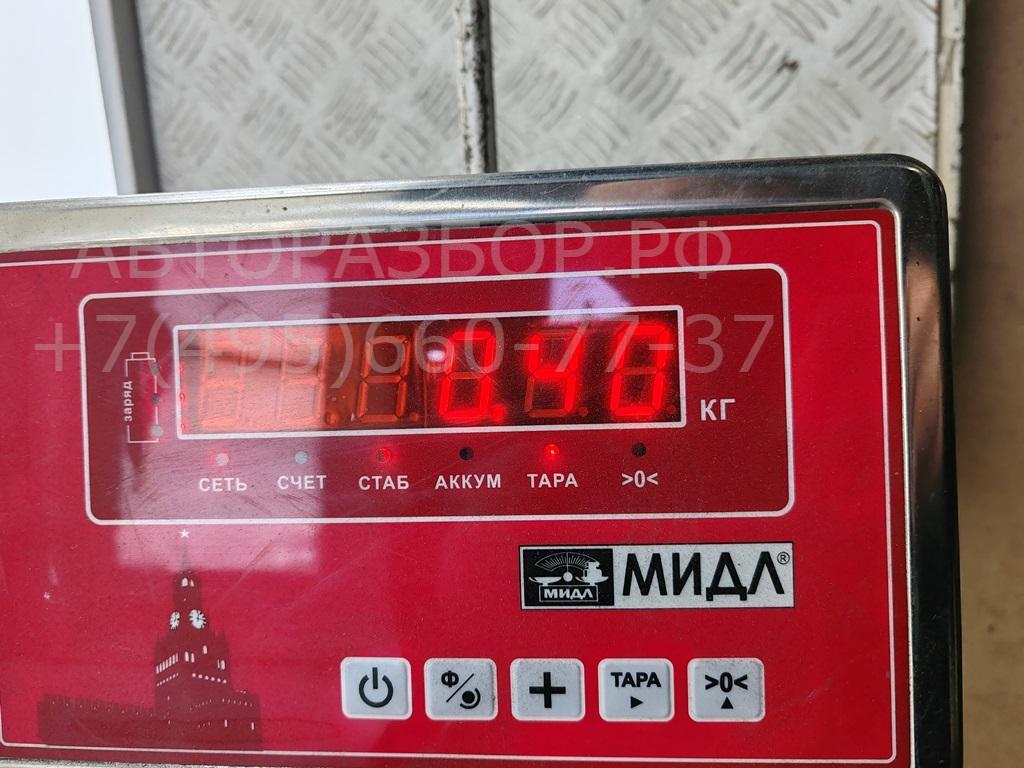 АВТОРАЗБОР.РФ
+7(495)660-77-37
заряд
0.40 КГ
СЕТЬ СЧЕТ СТАБ АККУМ ТАРА >0<
МИДЛ МИДЛ®
Ф ТАРА >0<